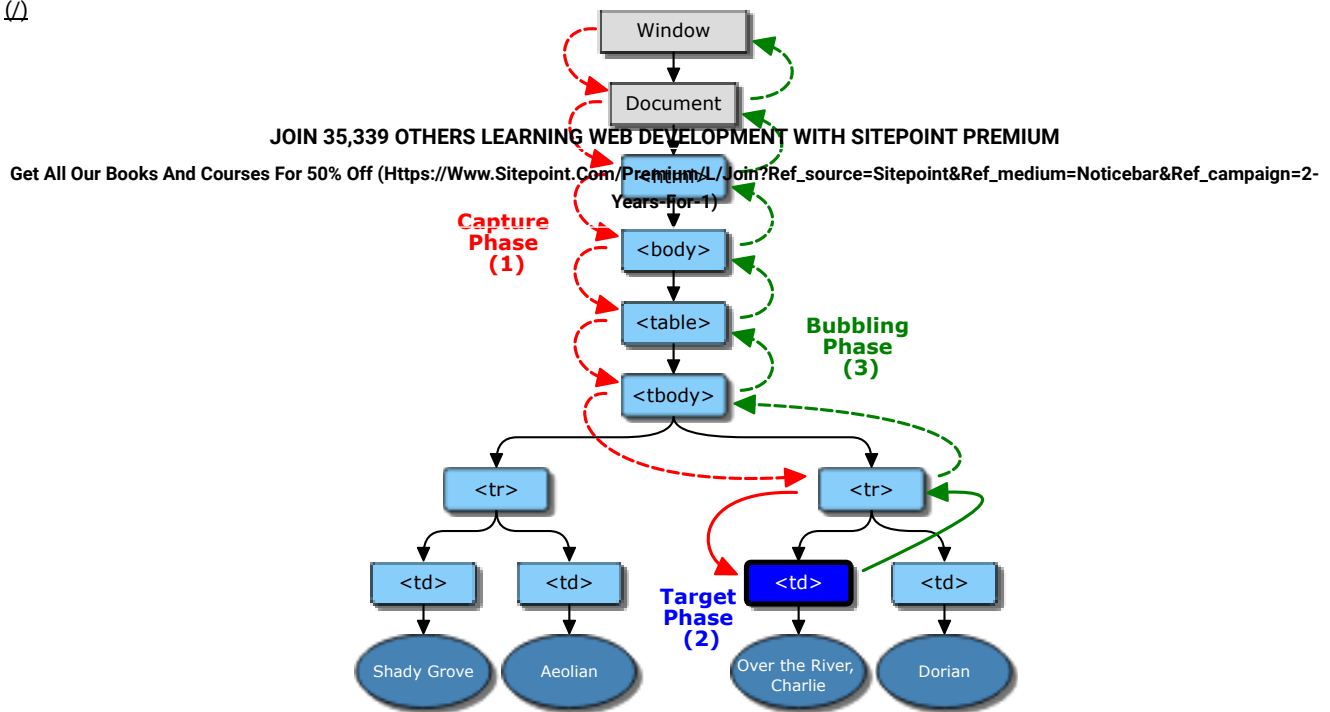 (/)
Window
Document
JOIN 35,339 OTHERS LEARNING WEB DEVELOPMENT WITH SITEPOINT PREMIUM
<html>
Get All Our Books And Courses For 50% Off (Https://Www.Sitepoint.Com/Premium/L/Join?Ref_source=Sitepoint&Ref_medium=Noticebar&Ref_campaign=2-
Years-For-1)
Capture
Phase
(1)
<body>
<table>
Bubbling
Phase
(3)
<tbody>
<tr>
<tr>
<td>
<td>
<td>
<td>
Target
Phase
(2)
Shady Grove
Aeolian
Over the River,
Charlie
Dorian